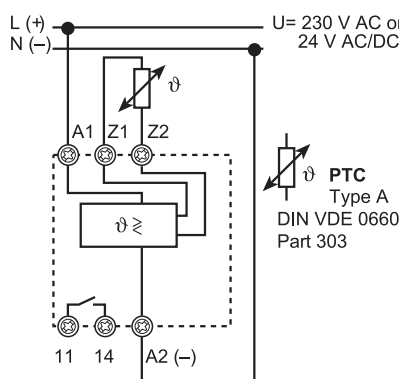 L (+)
U= 230 V AC or
N (–)
24 V AC/DC
ϑ
A1 Z1 Z2
ϑ PTC
Type A
DIN VDE 0660
Part 303
ϑ ≷
11 14 A2 (–)